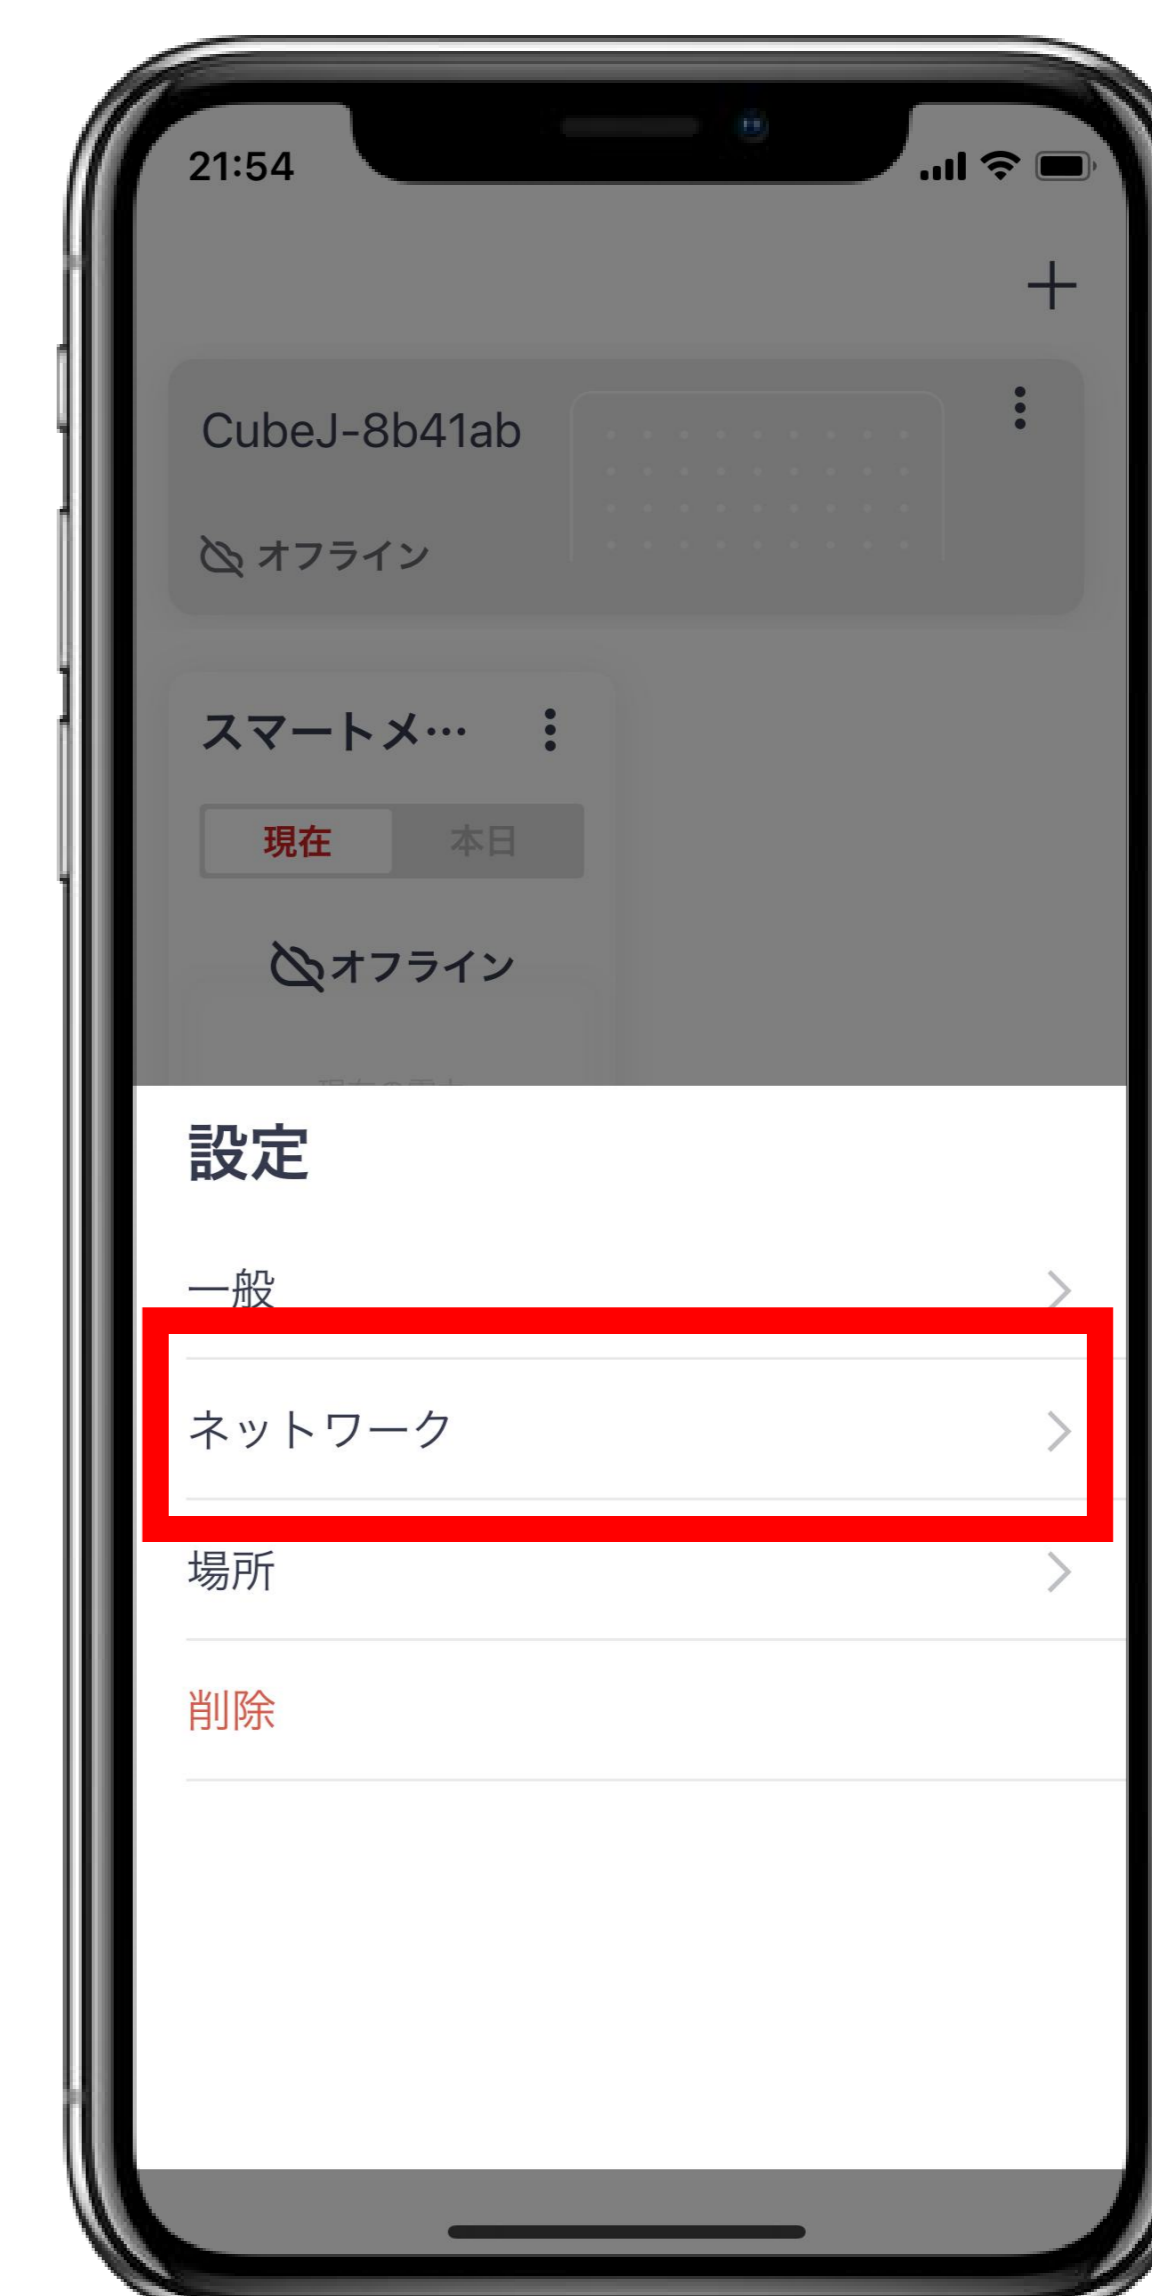 21:54
CubeJ-8b41ab
オフライン
スマートメ…
現在 本日
オフライン
設定
一般
ネットワーク
場所
削除